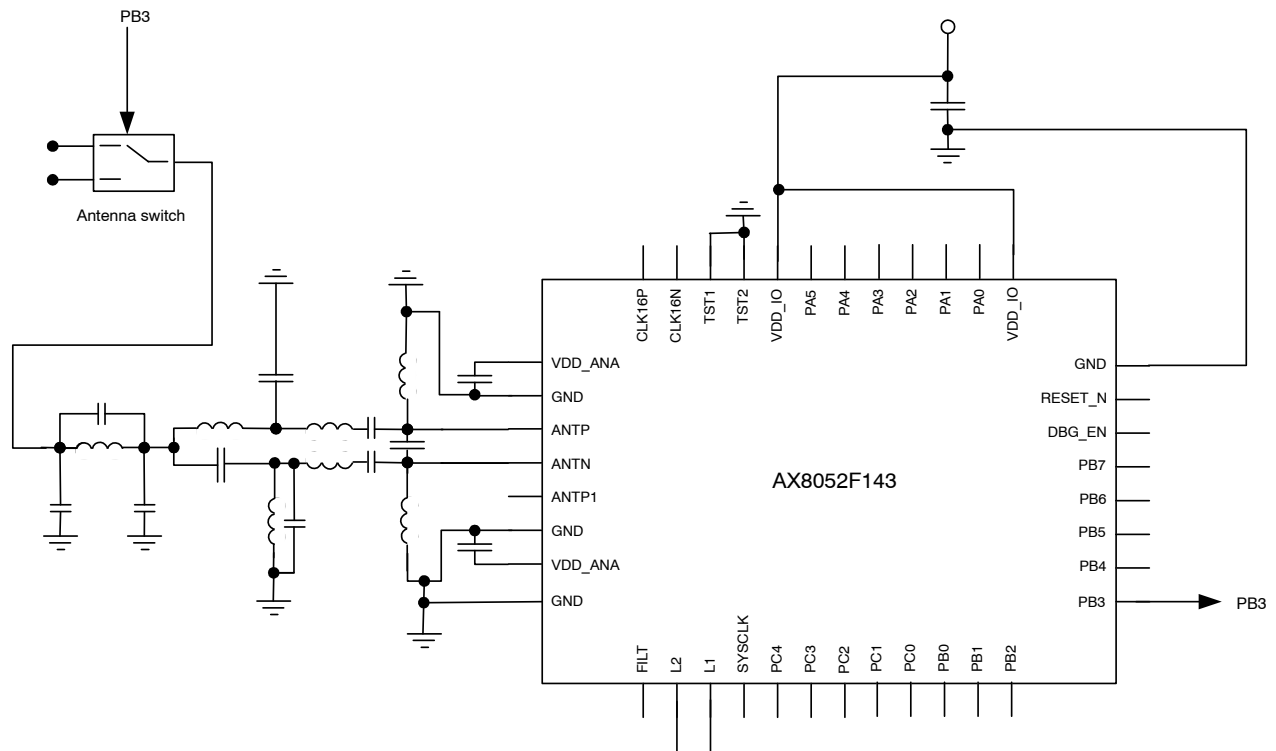 PB3
Antenna switch
CLK16P
CLK16N
TST1
TST2
VDD_IO
PA5
PA4
PA3
PA2
PA1
PA0
VDD_IO
VDD_ANA
GND
ANTP
ANTN
ANTP1
GND
VDD_ANA
GND
AX8052F143
GND
RESET_N
DBG_EN
PB7
PB6
PB5
PB4
PB3
PB3
FILT
L2
L1
SYSCLK
PC4
PC3
PC2
PC1
PC0
PB0
PB1
PB2